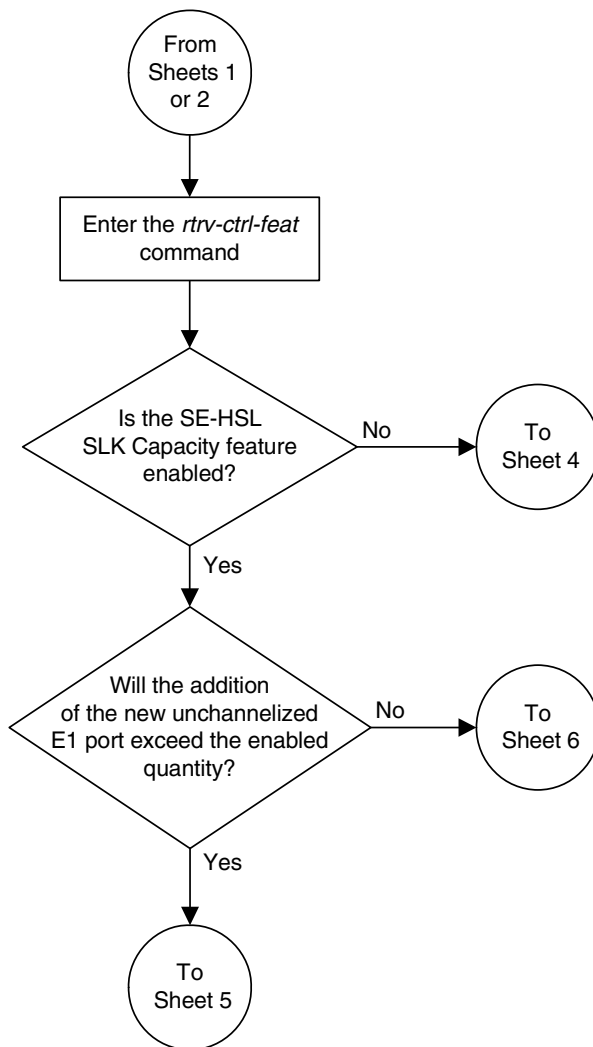 From
Sheets 1
or 2
Enter the rtrv-ctrl-feat
command
Is the SE-HSL
SLK Capacity feature
enabled?
No
To
Sheet 4
Yes
Will the addition
of the new unchannelized
E1 port exceed the enabled
quantity?
No
To
Sheet 6
Yes
To
Sheet 5